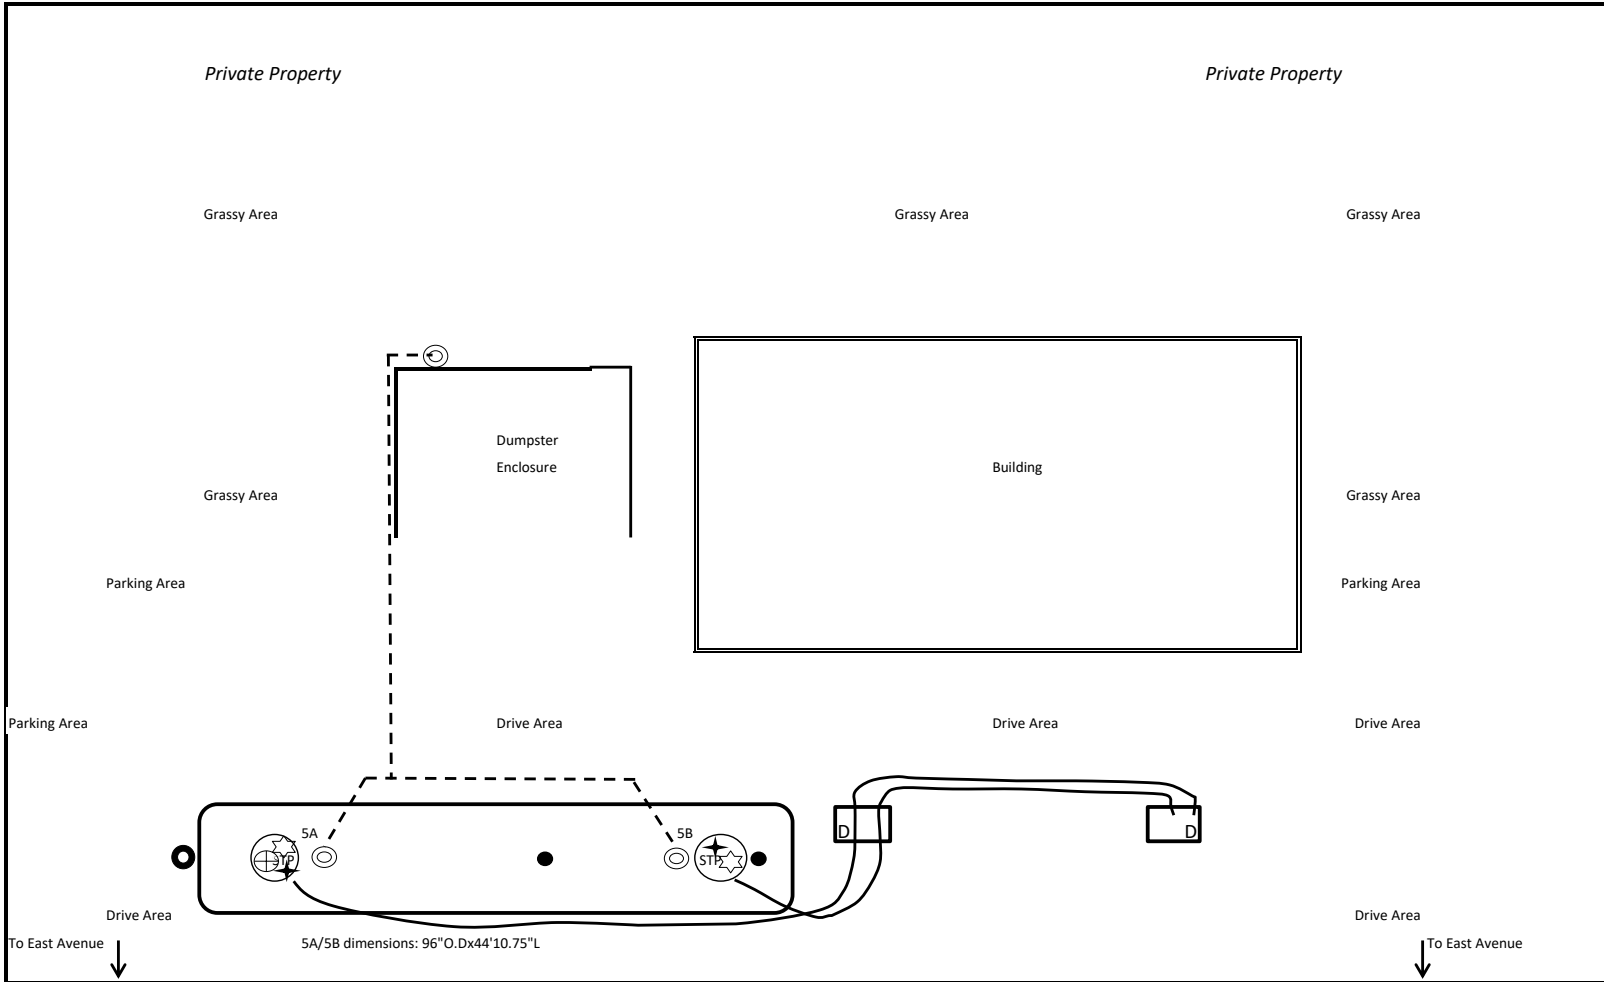 Private Property
Private Property
Grassy Area
Grassy Area
Grassy Area
Dumpster
Enclosure
Building
Grassy Area
Grassy Area
Parking Area
Parking Area
Parking Area
Drive Area
Drive Area
Drive Area
5A
5B
D
D
STP
STP
Drive Area
Drive Area
To East Avenue
5A/5B dimensions: 96"O.Dx44'10.75"L
To East Avenue